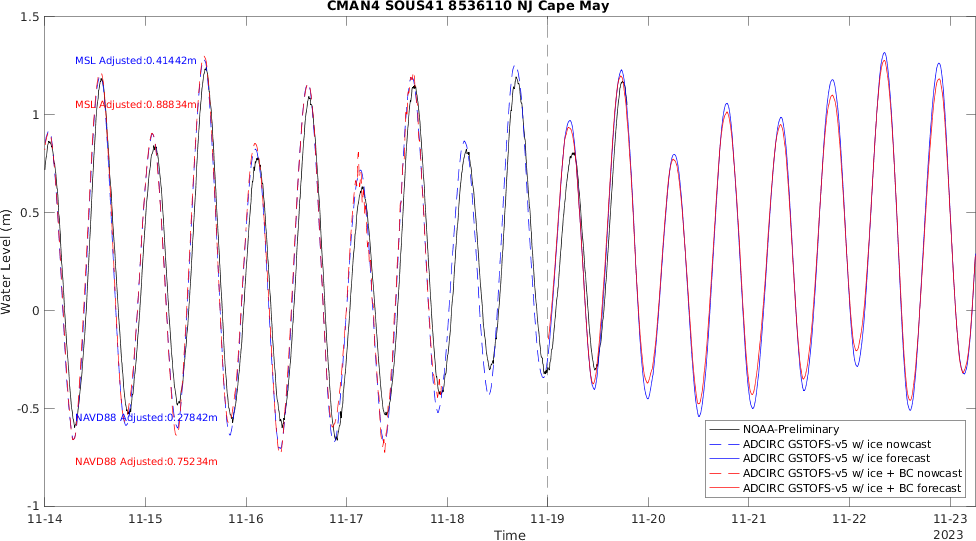 CMAN4 SOUS41 8536110 NJ Cape May
1.5
MSL Adjusted:0.41442m
MSL Adjusted:0.88834m
1
0.5
Water Level (m)
0
-0.5
NAVD88 Adjusted:0.27842m
NAVD88 Adjusted:0.75234m
NOAA-Preliminary
ADCIRC GSTOFS-v5 w/ ice nowcast
ADCIRC GSTOFS-v5 w/ ice forecast
ADCIRC GSTOFS-v5 w/ ice + BC nowcast
ADCIRC GSTOFS-v5 w/ ice + BC forecast
-1
11-14 11-15 11-16 11-17 11-18 11-19 11-20 11-21 11-22 11-23
Time 2023